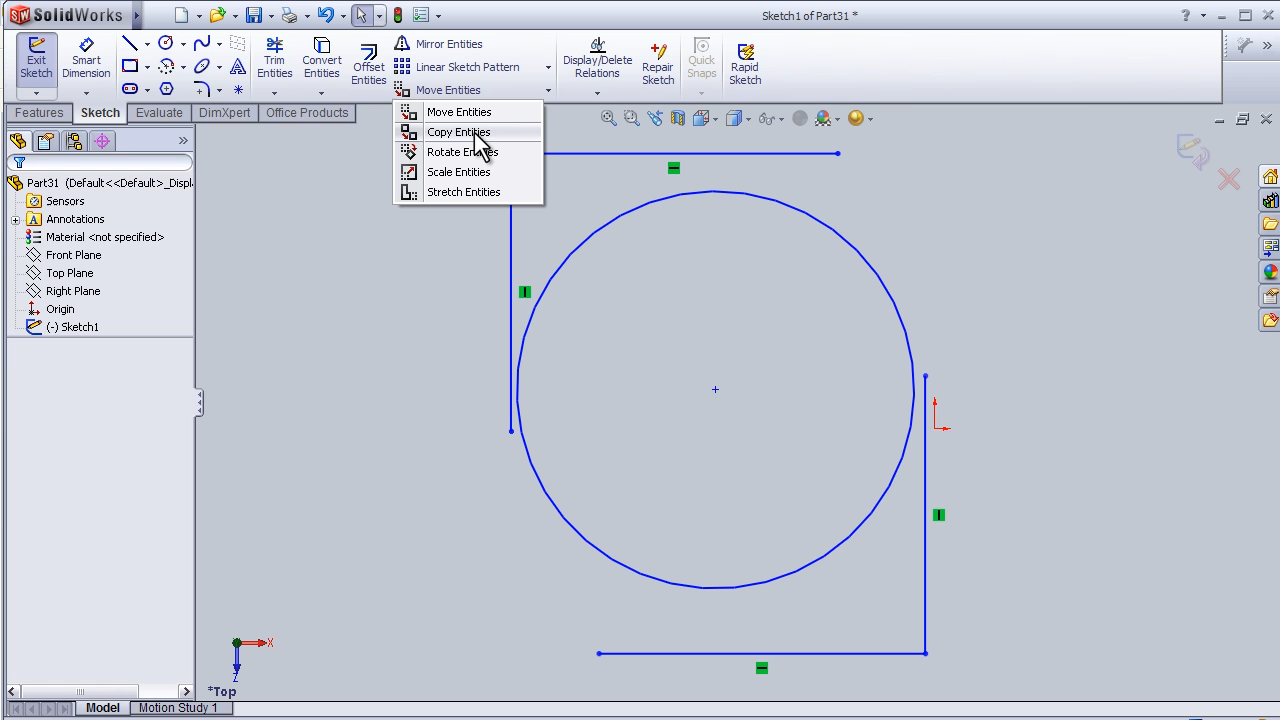 SolidWorks
Sketch1 of Part31 *
Exit Sketch
Smart Dimension
Trim Entities
Convert Entities
Offset Entities
Mirror Entities
Linear Sketch Pattern
Move Entities
Display/Delete Relations
Repair Sketch
Quick Snaps
Rapid Sketch
Features
Sketch
Evaluate
DimXpert
Office Products
Move Entities
Copy Entities
Rotate
Scale Entities
Stretch Entities
Part31 (Default<<Default>_Displ
Sensors
Annotations
Material <not specified>
Front Plane
Top Plane
Right Plane
Origin
(-) Sketch1
X
Z
*Top
Model
Motion Study 1